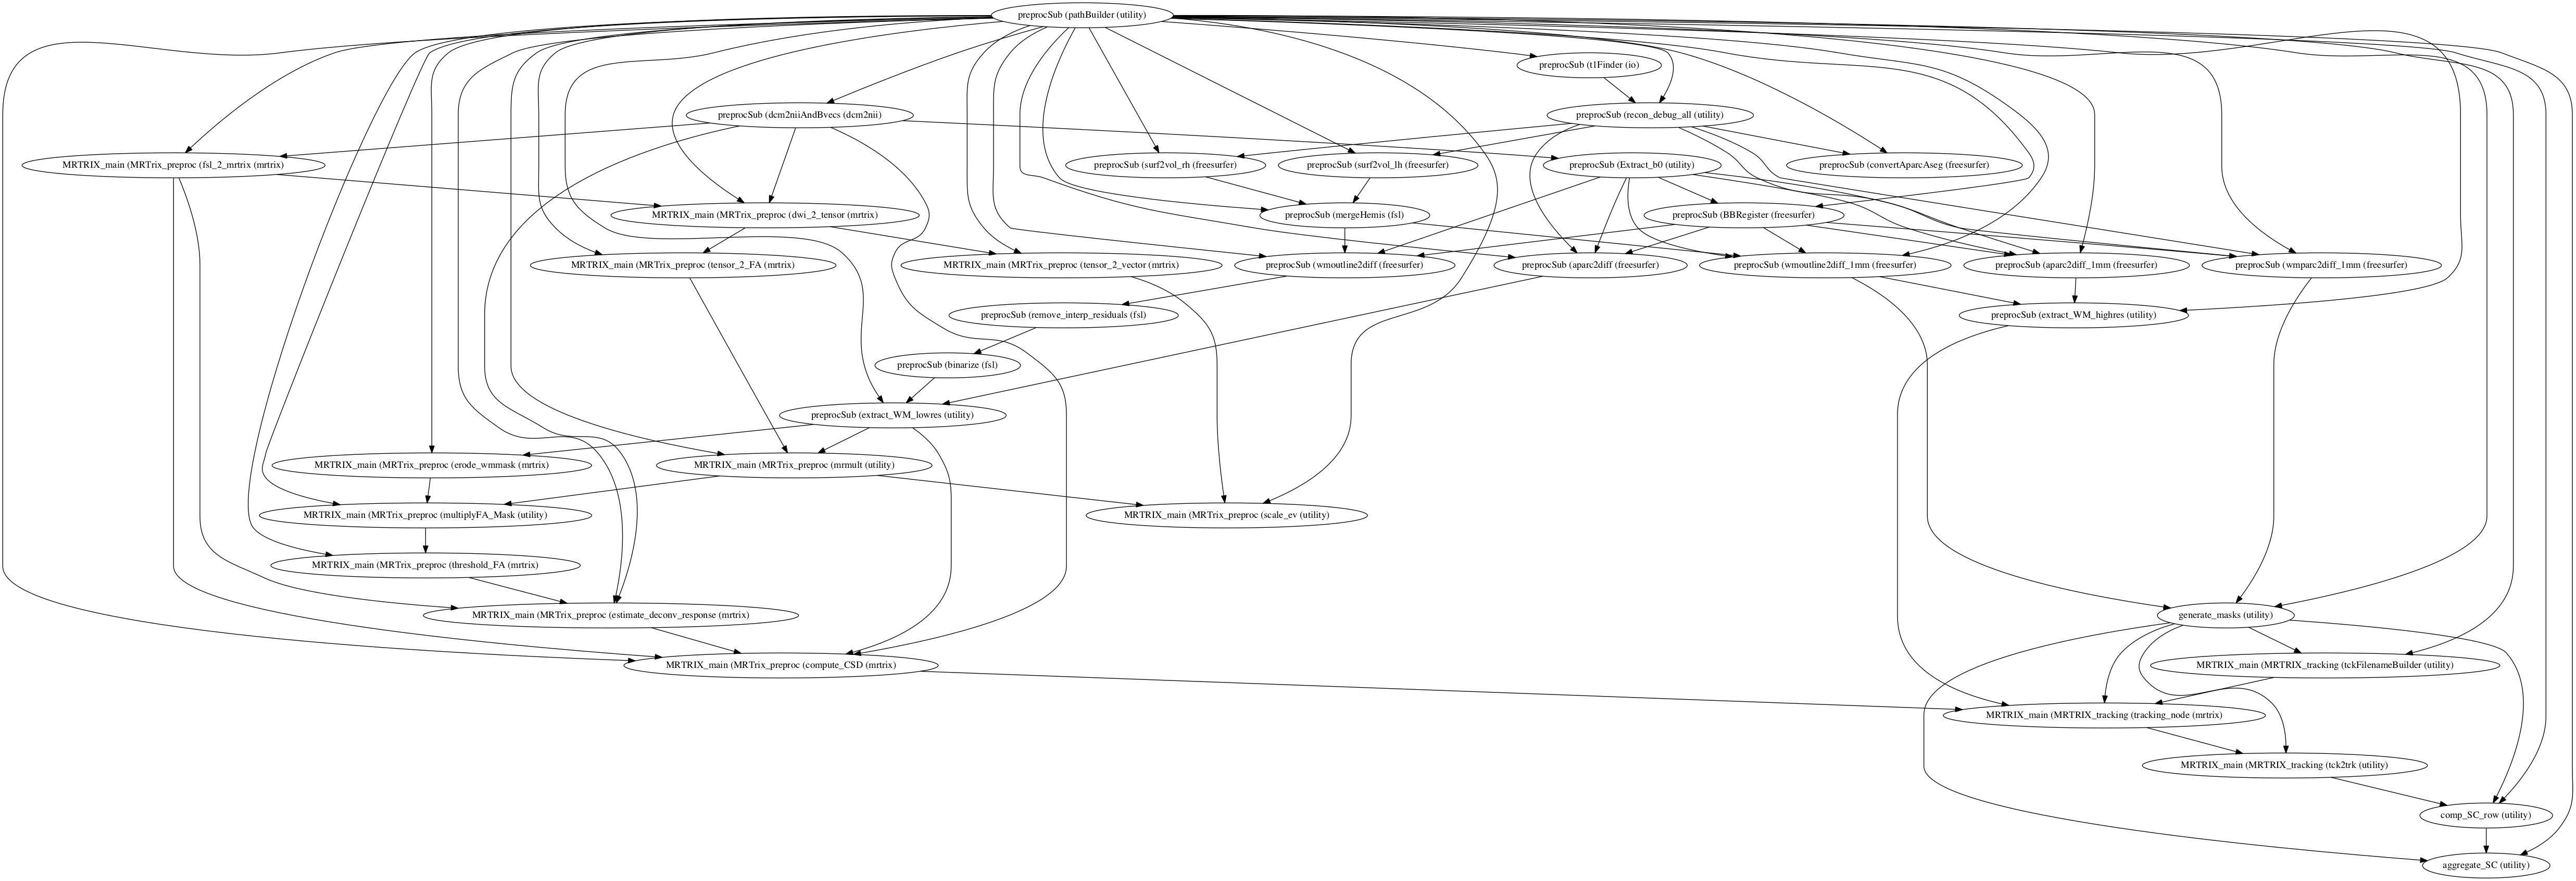 preprocSub (pathBuilder (utility)
preprocSub (t1Finder (io)
preprocSub (dcm2niiAndBvecs (dcm2nii)
preprocSub (recon_debug_all (utility)
MRTRIX_main (MRTrix_preproc (fsl_2_mrtrix (mrtrix)
preprocSub (surf2vol_rh (freesurfer)
preprocSub (surf2vol_lh (freesurfer)
preprocSub (Extract_b0 (utility)
preprocSub (convertAparcAseg (freesurfer)
MRTRIX_main (MRTrix_preproc (dwi_2_tensor (mrtrix)
preprocSub (mergeHemis (fsl)
preprocSub (BBRegister (freesurfer)
MRTRIX_main (MRTrix_preproc (tensor_2_FA (mrtrix)
MRTRIX_main (MRTrix_preproc (tensor_2_vector (mrtrix)
preprocSub (wmoutline2diff (freesurfer)
preprocSub (aparc2diff (freesurfer)
preprocSub (wmoutline2diff_1mm (freesurfer)
preprocSub (aparc2diff_1mm (freesurfer)
preprocSub (wmparc2diff_1mm (freesurfer)
preprocSub (remove_interp_residuals (fsl)
preprocSub (extract_WM_highres (utility)
preprocSub (binarize (fsl)
preprocSub (extract_WM_lowres (utility)
MRTRIX_main (MRTrix_preproc (erode_wmmask (mrtrix)
MRTRIX_main (MRTrix_preproc (mrmult (utility)
MRTRIX_main (MRTrix_preproc (multiplyFA_Mask (utility)
MRTRIX_main (MRTrix_preproc (scale_ev (utility)
MRTRIX_main (MRTrix_preproc (threshold_FA (mrtrix)
MRTRIX_main (MRTrix_preproc (estimate_deconv_response (mrtrix)
generate_masks (utility)
MRTRIX_main (MRTrix_preproc (compute_CSD (mrtrix)
MRTRIX_main (MRTRIX_tracking (tckFilenameBuilder (utility)
MRTRIX_main (MRTRIX_tracking (tracking_node (mrtrix)
MRTRIX_main (MRTRIX_tracking (tck2trk (utility)
comp_SC_row (utility)
aggregate_SC (utility)